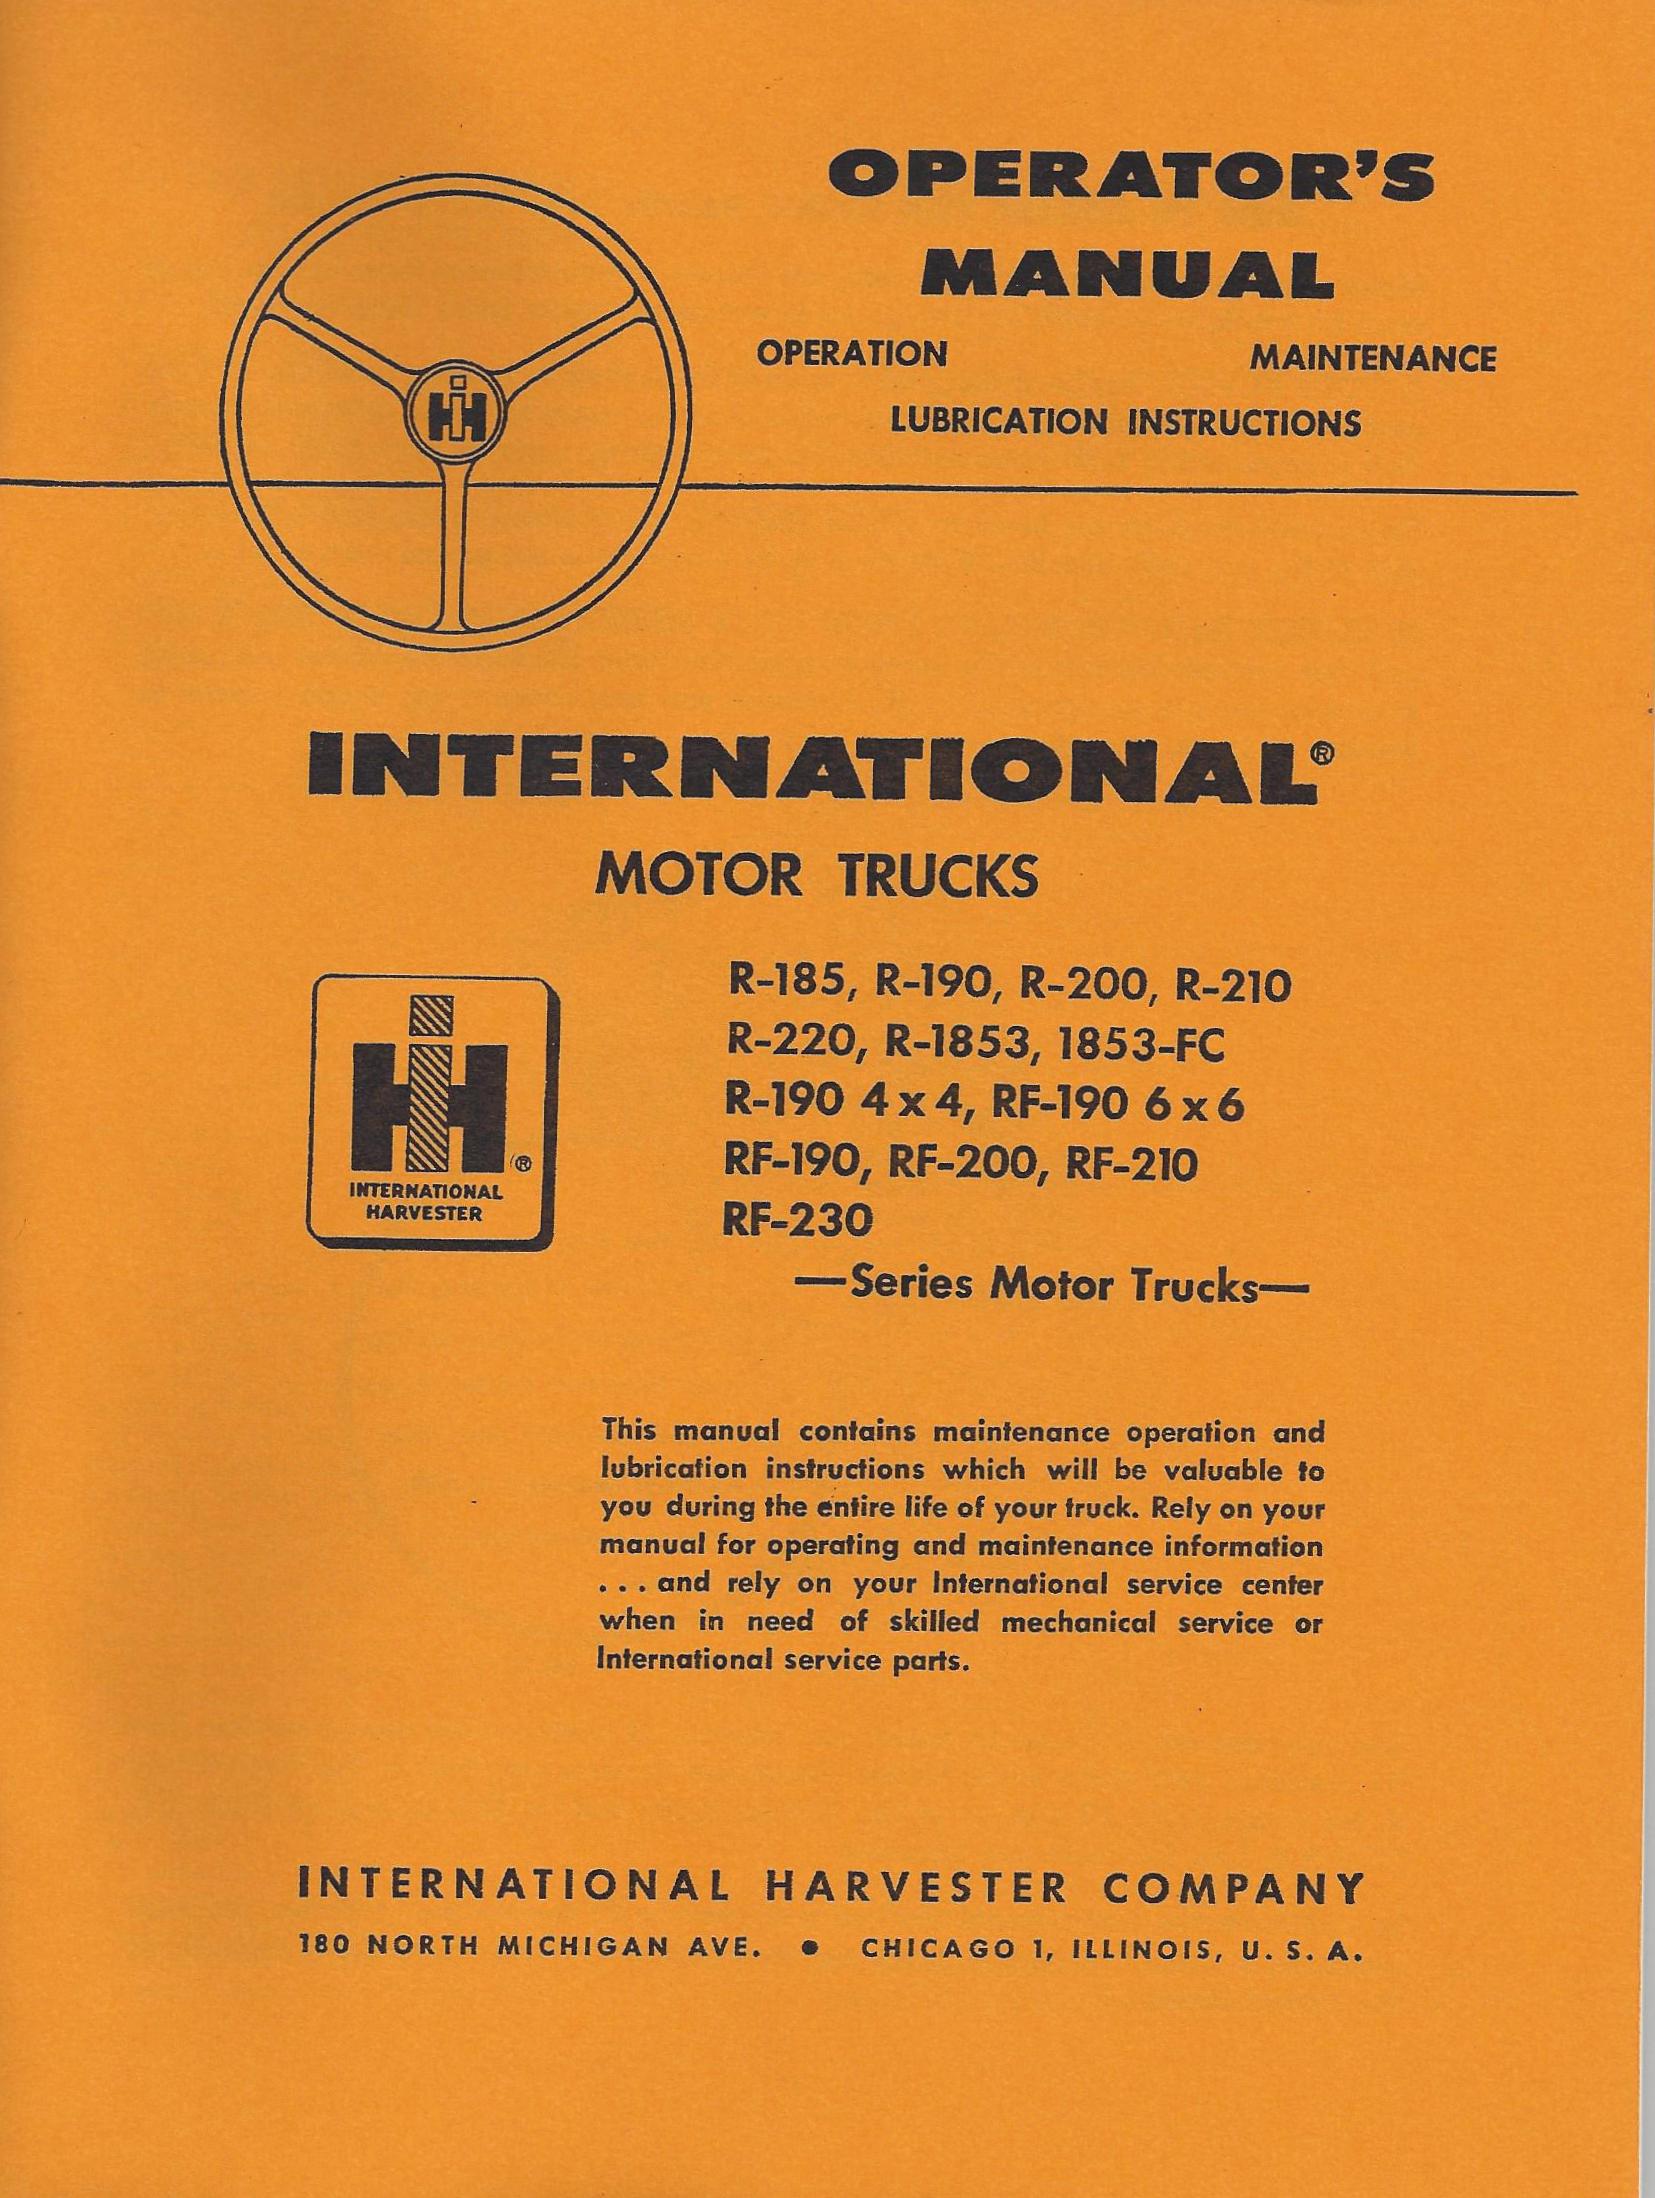 OPERATOR'S
MANUAL
OPERATION MAINTENANCE
LUBRICATION INSTRUCTIONS
IH
INTERNATIONAL®
MOTOR TRUCKS
R-185, R-190, R-200, R-210
R-220, R-1853, 1853-FC
R-190 4x4, RF-190 6x6
RF-190, RF-200, RF-210
RF-230
—Series Motor Trucks—
IH ®
INTERNATIONAL
HARVESTER
This manual contains maintenance operation and
lubrication instructions which will be valuable to
you during the entire life of your truck. Rely on your
manual for operating and maintenance information
... and rely on your International service center
when in need of skilled mechanical service or
International service parts.
INTERNATIONAL HARVESTER COMPANY
180 NORTH MICHIGAN AVE. ● CHICAGO 1, ILLINOIS, U. S. A.